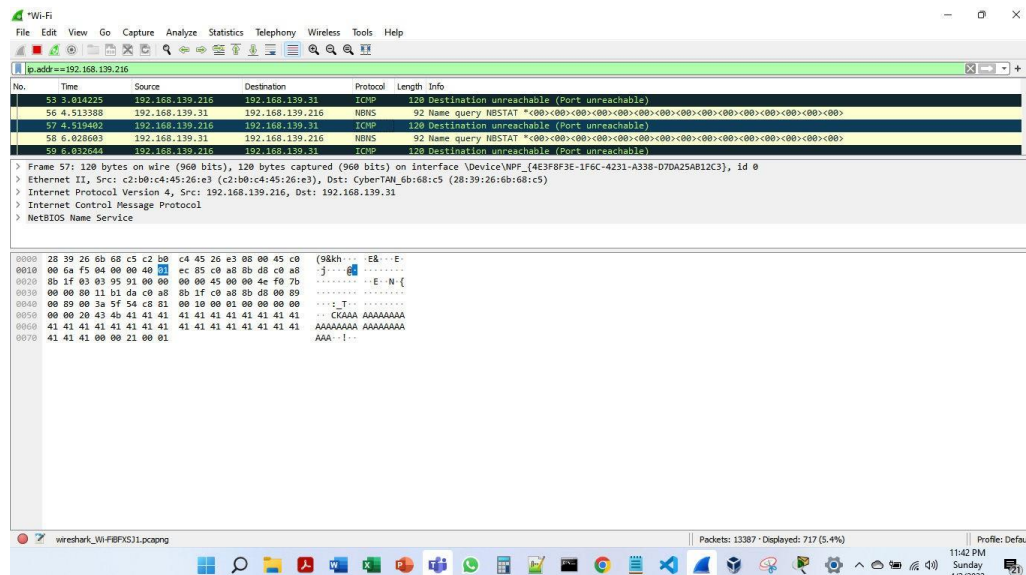 *Wi-Fi
File Edit View Go Capture Analyze Statistics Telephony Wireless Tools Help
ip.addr==192.168.139.216
No. Time Source Destination Protocol Length Info
53 3.014225 192.168.139.216 192.168.139.31 ICMP 120 Destination unreachable (Port unreachable)
56 4.513388 192.168.139.31 192.168.139.216 NBNS 92 Name query NBSTAT *<00><00><00><00><00><00><00><00><00><00><00><00><00><00><00>
57 4.519402 192.168.139.216 192.168.139.31 ICMP 120 Destination unreachable (Port unreachable)
58 6.028603 192.168.139.31 192.168.139.216 NBNS 92 Name query NBSTAT *<00><00><00><00><00><00><00><00><00><00><00><00><00><00><00>
59 6.032644 192.168.139.216 192.168.139.31 ICMP 120 Destination unreachable (Port unreachable)
> Frame 57: 120 bytes on wire (960 bits), 120 bytes captured (960 bits) on interface \Device\NPF_{4E3F8F3E-1F6C-4231-A338-D7DA25AB12C3}, id 0
> Ethernet II, Src: c2:b0:c4:45:26:e3 (c2:b0:c4:45:26:e3), Dst: CyberTAN_6b:68:c5 (28:39:26:6b:68:c5)
> Internet Protocol Version 4, Src: 192.168.139.216, Dst: 192.168.139.31
> Internet Control Message Protocol
> NetBIOS Name Service
0000 28 39 26 6b 68 c5 c2 b0 c4 45 26 e3 08 00 45 c0 (9&kh··· ·E&···E·
0010 00 6a f5 04 00 00 40 01 ec 85 c0 a8 8b d8 c0 a8 ·j····@· ········
0020 8b 1f 03 03 95 91 00 00 00 00 45 00 00 4e f0 7b ········ ··E··N·{
0030 00 00 80 11 b1 da c0 a8 8b 1f c0 a8 8b d8 00 89 ········ ········
0040 00 89 00 3a 5f 54 c8 81 00 10 00 01 00 00 00 00 ···:_T·· ········
0050 00 00 20 43 4b 41 41 41 41 41 41 41 41 41 41 41 ·· CKAAA AAAAAAAA
0060 41 41 41 41 41 41 41 41 41 41 41 41 41 41 41 41 AAAAAAAA AAAAAAAA
0070 41 41 41 00 00 21 00 01 AAA··!··
wireshark_Wi-FiBFXSJ1.pcapng Packets: 13387 · Displayed: 717 (5.4%) Profile: Defau
11:42 PM
Sunday